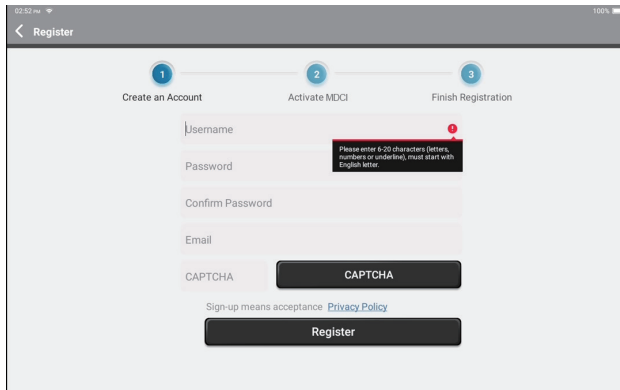 02:52 PM
100%
Register
1
2
3
Create an Account
Activate MDCI
Finish Registration
Username
Please enter 6-20 characters (letters,
numbers or underline), must start with
English letter.
Password
Confirm Password
Email
CAPTCHA
CAPTCHA
Sign-up means acceptance Privacy Policy
Register